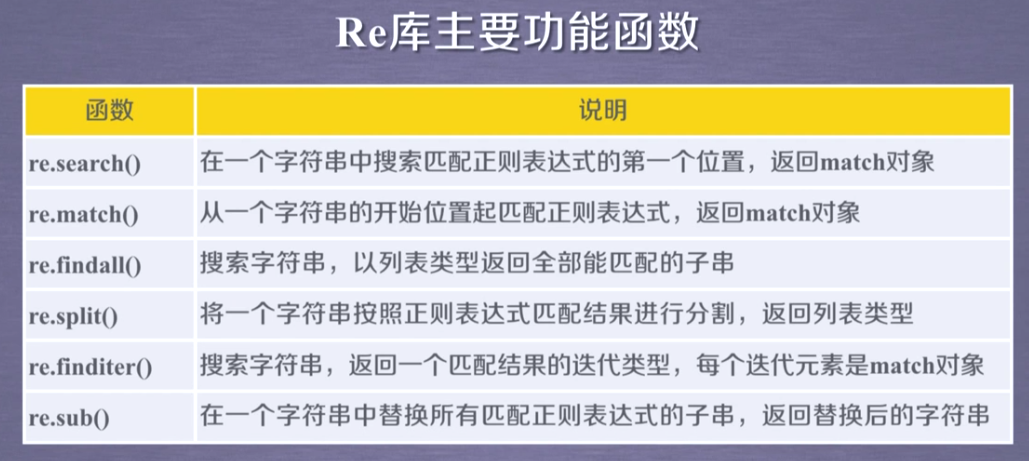 Re库主要功能函数
函数 说明
re.search() 在一个字符串中搜索匹配正则表达式的第一个位置，返回match对象
re.match() 从一个字符串的开始位置起匹配正则表达式，返回match对象
re.findall() 搜索字符串，以列表类型返回全部能匹配的子串
re.split() 将一个字符串按照正则表达式匹配结果进行分割，返回列表类型
re.finditer() 搜索字符串，返回一个匹配结果的迭代类型，每个迭代元素是match对象
re.sub() 在一个字符串中替换所有匹配正则表达式的子串，返回替换后的字符串